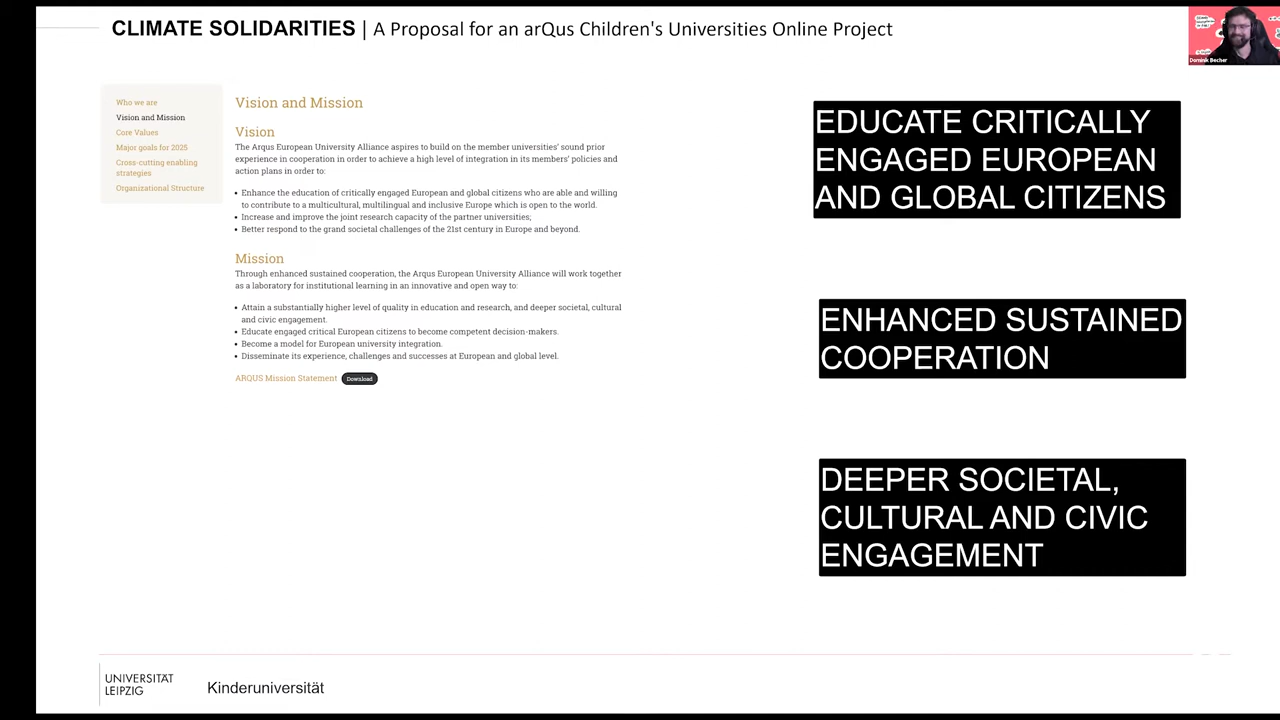 CLIMATE SOLIDARITIES | A Proposal for an arQus Children's Universities Online Project
Dominik Becher
Who we are
Vision and Mission
Core Values
Major goals for 2025
Cross-cutting enabling
strategies
Organizational Structure
Vision and Mission
Vision
The Arqus European University Alliance aspires to build on the member universities' sound prior
experience in cooperation in order to achieve a high level of integration in its members' policies and
action plans in order to:
• Enhance the education of critically engaged European and global citizens who are able and willing
to contribute to a multicultural, multilingual and inclusive Europe which is open to the world.
• Increase and improve the joint research capacity of the partner universities;
• Better respond to the grand societal challenges of the 21st century in Europe and beyond.
Mission
Through enhanced sustained cooperation, the Arqus European University Alliance will work together
as a laboratory for institutional learning in an innovative and open way to:
• Attain a substantially higher level of quality in education and research, and deeper societal, cultural
and civic engagement.
• Educate engaged critical European citizens to become competent decision-makers.
• Become a model for European university integration.
• Disseminate its experience, challenges and successes at European and global level.
ARQUS Mission Statement Download
EDUCATE CRITICALLY
ENGAGED EUROPEAN
AND GLOBAL CITIZENS
ENHANCED SUSTAINED
COOPERATION
DEEPER SOCIETAL,
CULTURAL AND CIVIC
ENGAGEMENT
UNIVERSITÄT
LEIPZIG
Kinderuniversität